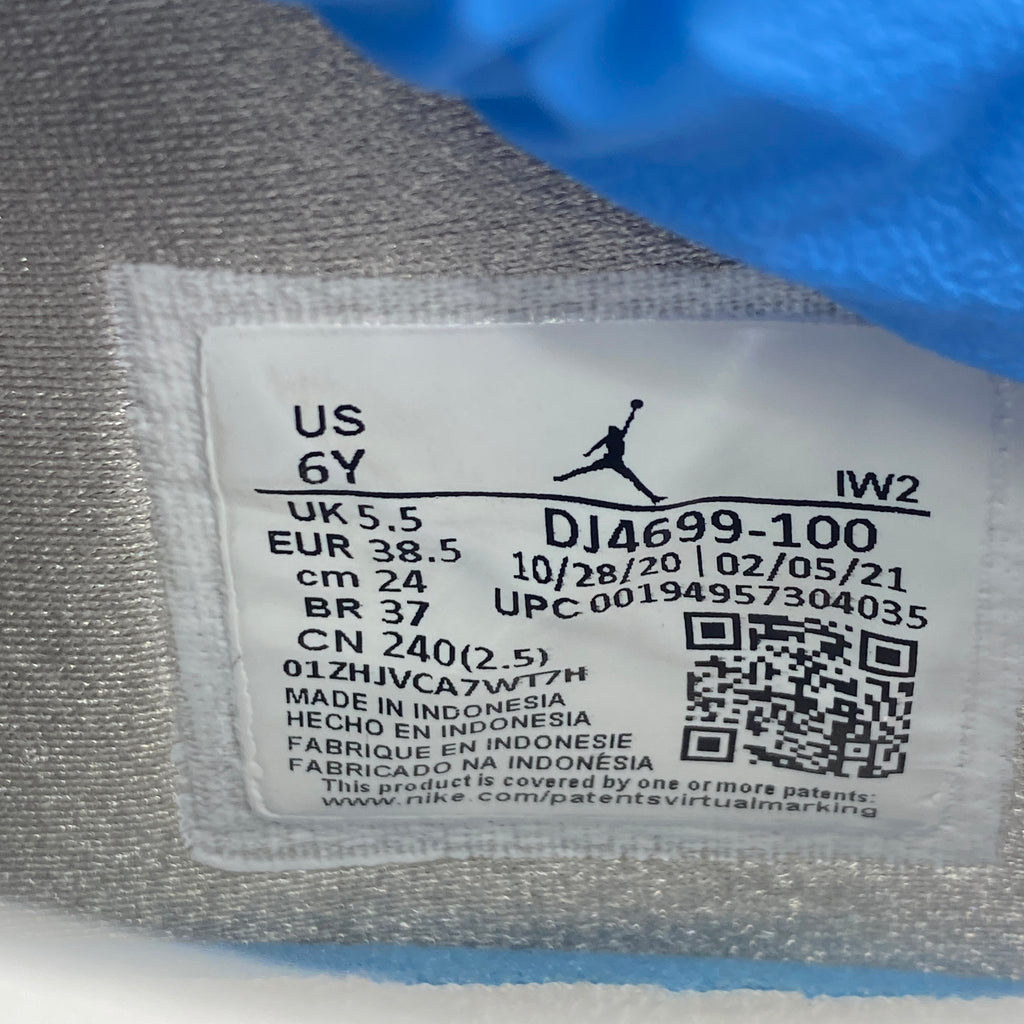 US
6Y
IW2
UK 5.5
DJ4699-100
EUR 38.5
10/28/20 | 02/05/21
cm 24
UPC 00194957304035
BR 37
CN 240(2.5)
01ZHJVCA7WT7H
MADE IN INDONESIA
HECHO EN INDONESIA
FABRIQUE EN INDONESIE
FABRICADO NA INDONÉSIA
This product is covered by one or more patents:
www.nike.com/patentsvirtualmarking